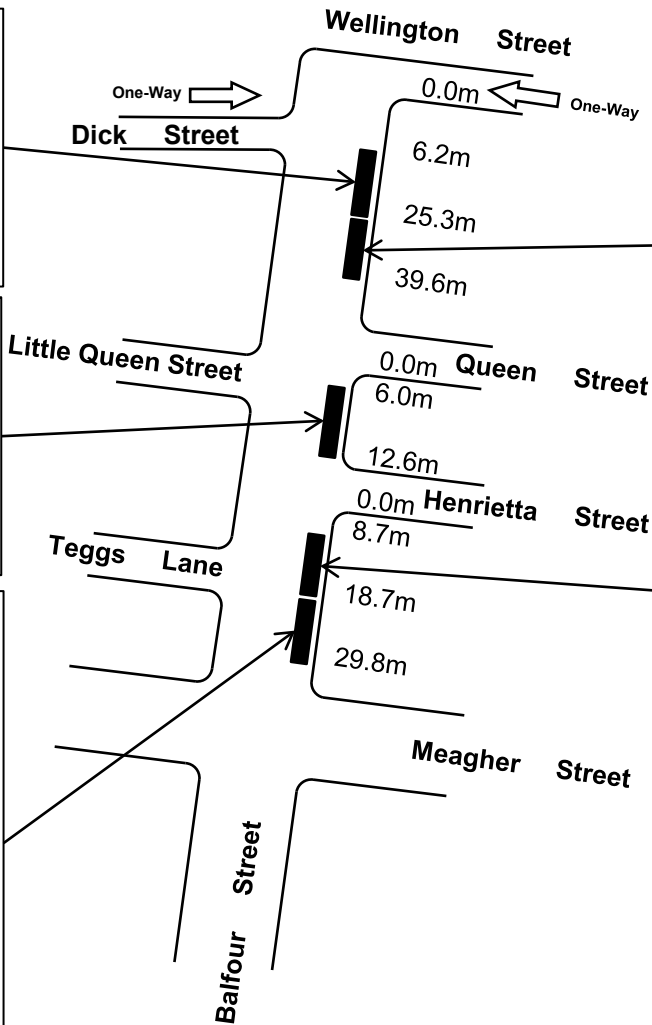 Wellington Street
One-Way
0.0m
One-Way
Dick Street
6.2m
25.3m
39.6m
Little Queen Street
0.0m
Queen Street
6.0m
12.6m
0.0m
Henrietta Street
8.7m
Teggs Lane
18.7m
29.8m
Meagher Street
Balfour Street